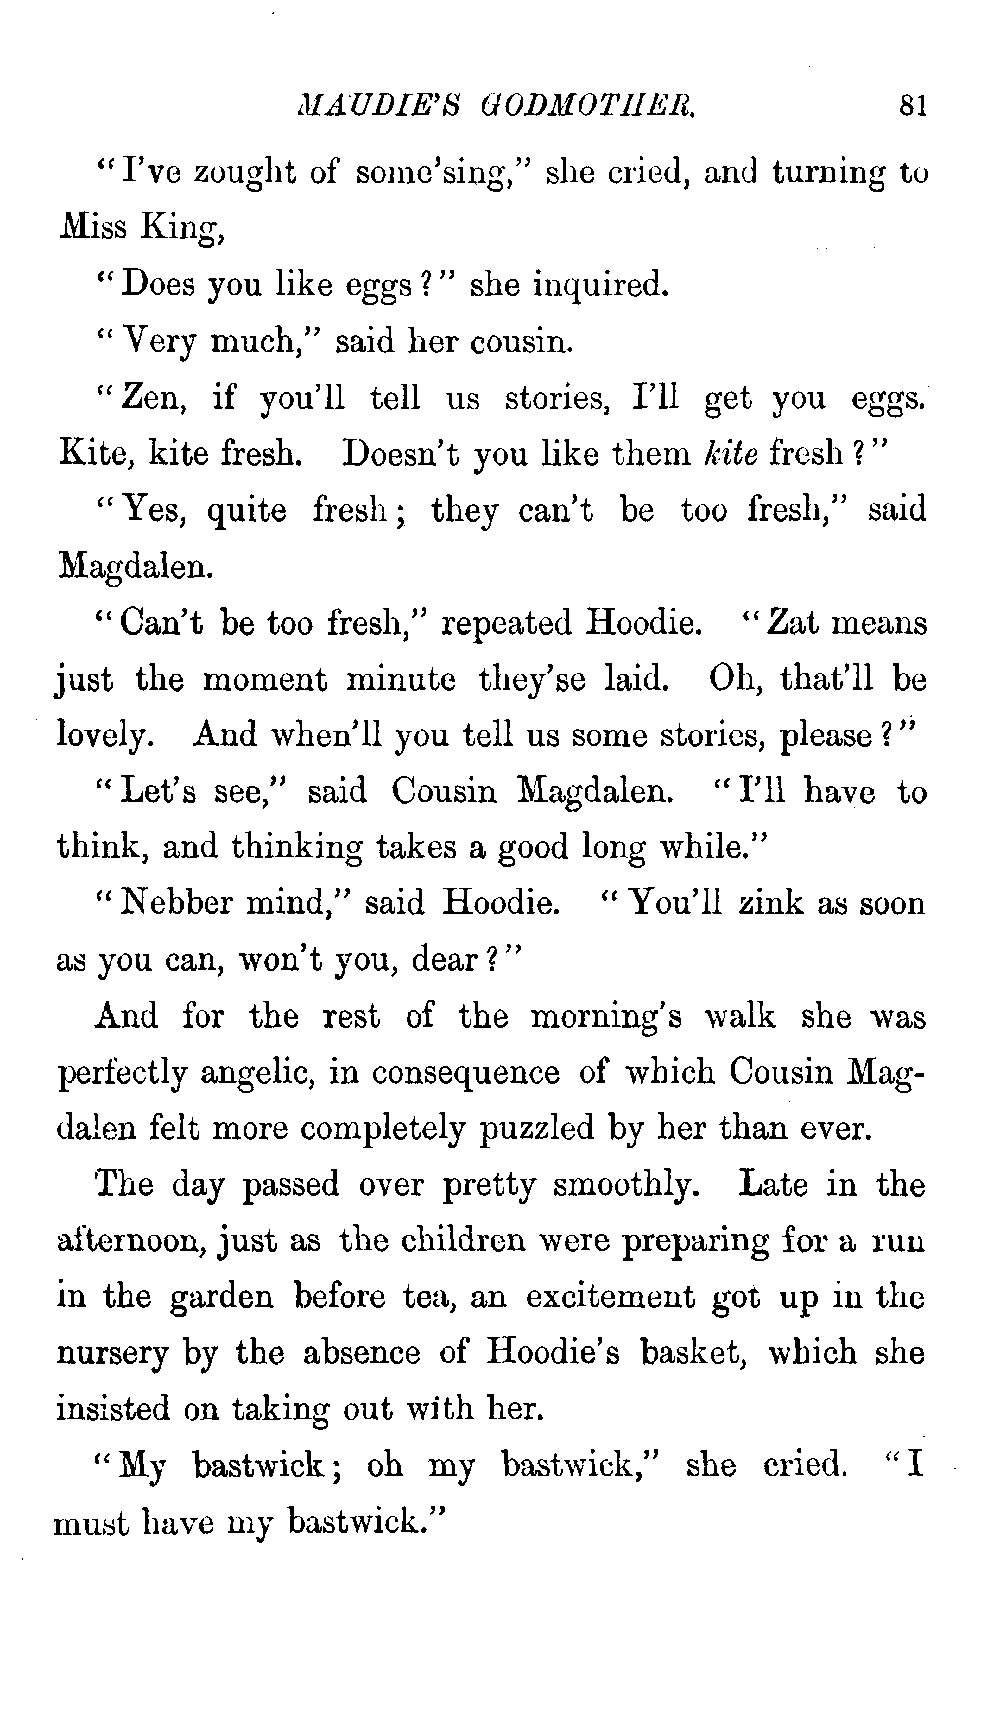 MAUDIE'S GODMOTHER. 81
"I've zought of some'sing," she cried, and turning to
Miss King,
"Does you like eggs?" she inquired.
"Very much," said her cousin.
"Zen, if you'll tell us stories, I'll get you eggs.
Kite, kite fresh. Doesn't you like them kite fresh?"
"Yes, quite fresh; they can't be too fresh," said
Magdalen.
"Can't be too fresh," repeated Hoodie. "Zat means
just the moment minute they'se laid. Oh, that'll be
lovely. And when'll you tell us some stories, please?"
"Let's see," said Cousin Magdalen. "I'll have to
think, and thinking takes a good long while."
"Nebber mind," said Hoodie. "You'll zink as soon
as you can, won't you, dear?"
And for the rest of the morning's walk she was
perfectly angelic, in consequence of which Cousin Mag-
dalen felt more completely puzzled by her than ever.
The day passed over pretty smoothly. Late in the
afternoon, just as the children were preparing for a run
in the garden before tea, an excitement got up in the
nursery by the absence of Hoodie's basket, which she
insisted on taking out with her.
"My bastwick; oh my bastwick," she cried. "I
must have my bastwick."